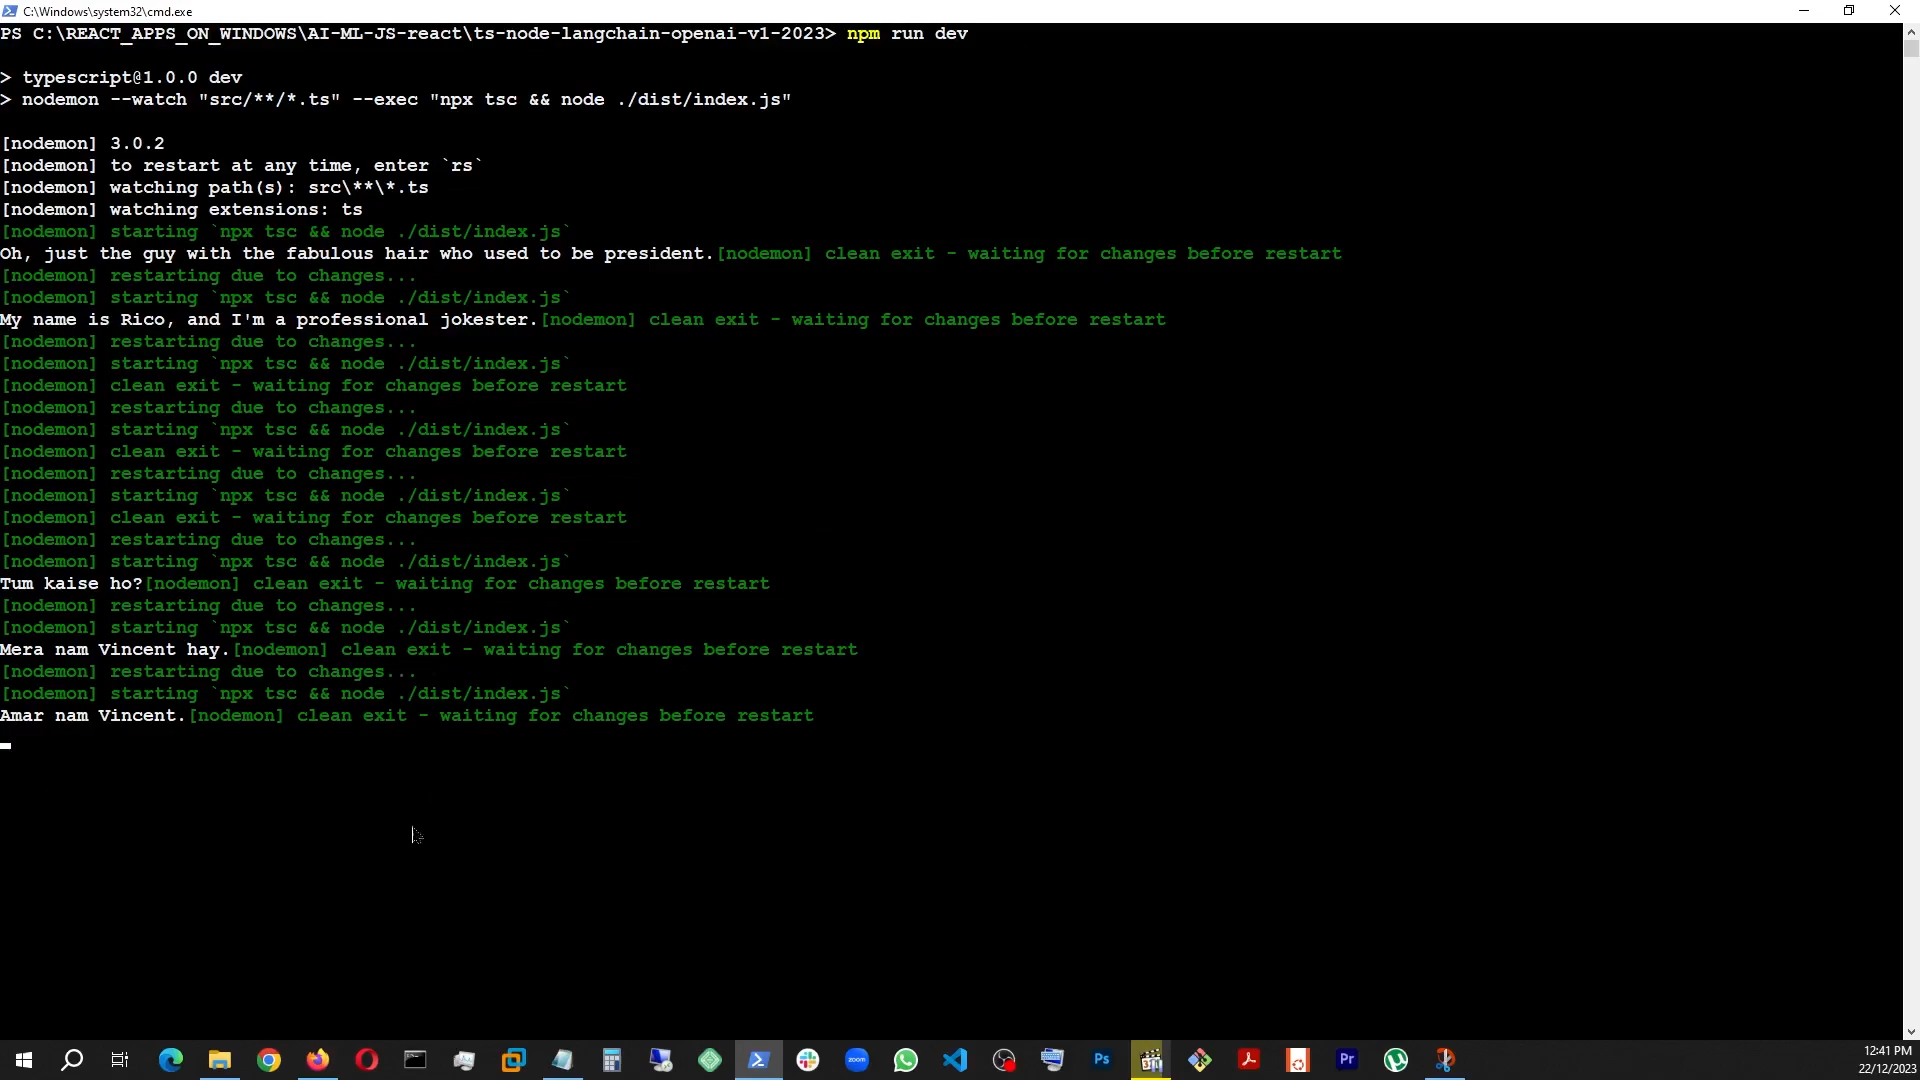 C:\Windows\system32\cmd.exe
PS C:\REACT_APPS_ON_WINDOWS\AI-ML-JS-react\ts-node-langchain-openai-v1-2023> npm run dev
> typescript@1.0.0 dev
> nodemon --watch "src/**/*.ts" --exec "npx tsc && node ./dist/index.js"
[nodemon] 3.0.2
[nodemon] to restart at any time, enter `rs`
[nodemon] watching path(s): src\**\*.ts
[nodemon] watching extensions: ts
[nodemon] starting `npx tsc && node ./dist/index.js`
Oh, just the guy with the fabulous hair who used to be president.[nodemon] clean exit - waiting for changes before restart
[nodemon] restarting due to changes...
[nodemon] starting `npx tsc && node ./dist/index.js`
My name is Rico, and I'm a professional jokester.[nodemon] clean exit - waiting for changes before restart
[nodemon] restarting due to changes...
[nodemon] starting `npx tsc && node ./dist/index.js`
[nodemon] clean exit - waiting for changes before restart
[nodemon] restarting due to changes...
[nodemon] starting `npx tsc && node ./dist/index.js`
[nodemon] clean exit - waiting for changes before restart
[nodemon] restarting due to changes...
[nodemon] starting `npx tsc && node ./dist/index.js`
[nodemon] clean exit - waiting for changes before restart
[nodemon] restarting due to changes...
[nodemon] starting `npx tsc && node ./dist/index.js`
Tum kaise ho?[nodemon] clean exit - waiting for changes before restart
[nodemon] restarting due to changes...
[nodemon] starting `npx tsc && node ./dist/index.js`
Mera nam Vincent hay.[nodemon] clean exit - waiting for changes before restart
[nodemon] restarting due to changes...
[nodemon] starting `npx tsc && node ./dist/index.js`
Amar nam Vincent.[nodemon] clean exit - waiting for changes before restart
zoom
Ps
Pr
12:41 PM
22/12/2023